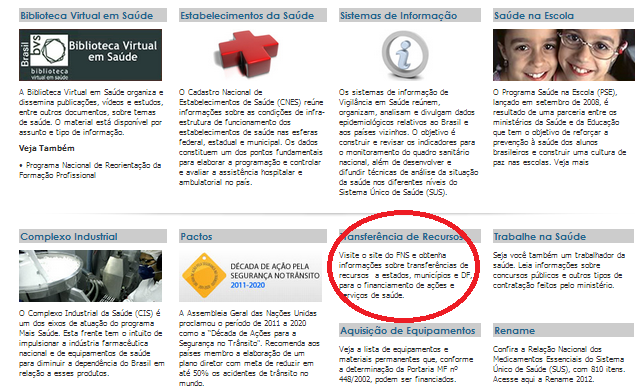 Biblioteca Virtual em Saúde
Brasil
bvs
biblioteca
virtual em saúde
Biblioteca Virtual
em Saúde
A Biblioteca Virtual em Saúde organiza e
dissemina publicações, vídeos e estudos,
entre outros documentos, sobre temas
de saúde. O material está disponível por
assunto e tipo de informação.
Veja Também
• Programa Nacional de Reorientação da
Formação Profissional
Estabelecimentos da Saúde
O Cadastro Nacional de
Estabelecimentos de Saúde (CNES) reúne
informações sobre as condições de infra-
estrutura de funcionamento dos
estabelecimentos de saúde nas esferas
federal, estadual e municipal. Os dados
constituem um dos pontos fundamentais
para elaborar a programação e controlar
e avaliar a assistência hospitalar e
ambulatorial no país.
Sistemas de Informação
Os sistemas de informação de
Vigilância em Saúde reúnem,
organizam, analisam e divulgam dados
epidemiológicos relativos ao Brasil e
aos países vizinhos. O objetivo é
construir e revisar os indicadores para
o monitoramento do quadro sanitário
nacional, além de desenvolver e
difundir técnicas de análise da situação
da saúde nos diferentes níveis do
Sistema Único de Saúde (SUS).
Saúde na Escola
O Programa Saúde na Escola (PSE),
lançado em setembro de 2008, é
resultado de uma parceria entre os
ministérios da Saúde e da Educação
que tem o objetivo de reforçar a
prevenção à saúde dos alunos
brasileiros e construir uma cultura de
paz nas escolas. Veja mais
Complexo Industrial
O Complexo Industrial da Saúde (CIS) é
um dos eixos de atuação do programa
Mais Saúde. Esta frente tem o intuito de
impulsionar a indústria farmacêutica
nacional e de equipamentos de saúde
para diminuir a dependência do Brasil em
relação a esses produtos.
Pactos
DÉCADA DE AÇÃO PELA
SEGURANÇA NO TRÂNSITO
2011-2020
A Assembleia Geral das Nações Unidas
proclamou o período de 2011 a 2020
como a "Década de Ações para a
Segurança no Trânsito". Recomenda aos
países membro a elaboração de um
plano diretor com meta de reduzir em
até 50% os acidentes de trânsito no
mundo.
Transferência de Recursos
Visite o site do FNS e obtenha
informações sobre transferências de
recursos a estados, municípios e DF,
para o financiamento de ações e
serviços de saúde.
Aquisição de Equipamentos
Veja a lista de equipamentos e
materiais permanentes que, conforme
a determinação da Portaria MF nº
448/2002, podem ser financiados.
Trabalhe na Saúde
Seja você também um trabalhador da
saúde. Leia informações sobre
concursos públicos e outros tipos de
contratação feitos pelo ministério.
Rename
Confira a Relação Nacional dos
Medicamentos Essenciais do Sistema
Único de Saúde (SUS), com 810 itens.
Acesse aqui a Rename 2012.